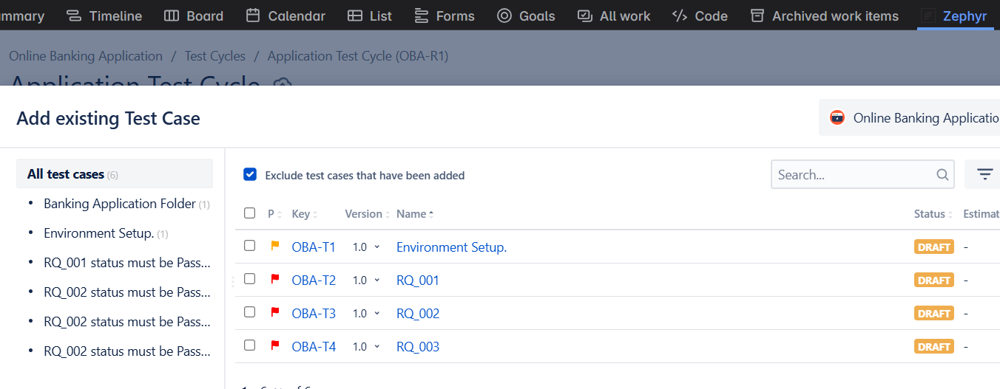 mmary Timeline Board Calendar List Forms Goals All work Code Archived work items Zephyr
Online Banking Application / Test Cycles / Application Test Cycle (OBA-R1)
Application Test Cycle
Add existing Test Case
Online Banking Applicatio
All test cases (6)
Banking Application Folder (1)
Environment Setup. (1)
RQ_001 status must be Pass...
RQ_002 status must be Pass...
RQ_002 status must be Pass...
RQ_002 status must be Pass...
Exclude test cases that have been added
Search...
P Key Version Name Status Estimat
OBA-T1 1.0 Environment Setup. DRAFT -
OBA-T2 1.0 RQ_001 DRAFT -
OBA-T3 1.0 RQ_002 DRAFT -
OBA-T4 1.0 RQ_003 DRAFT -